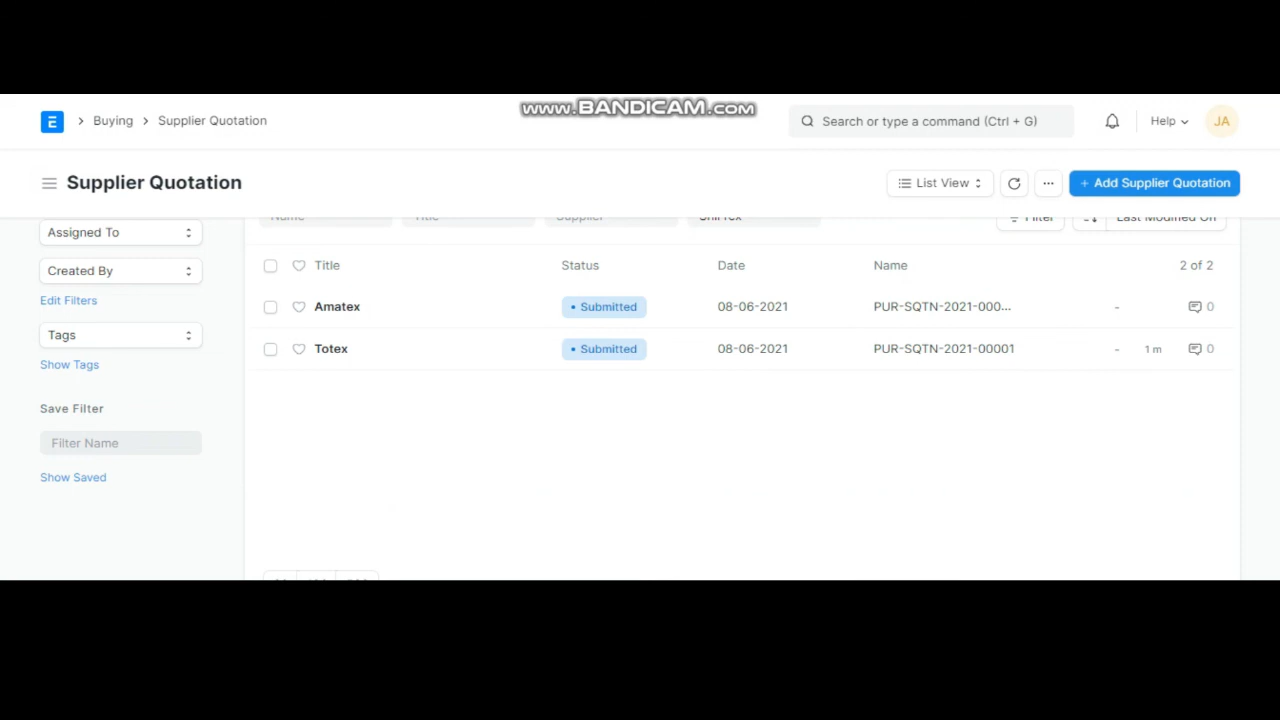 www.BANDICAM.com
E > Buying > Supplier Quotation
Search or type a command (Ctrl + G)
Help
JA
Supplier Quotation
List View
...
+ Add Supplier Quotation
Name
Title
Supplier
Filter
Last Modified On
Assigned To
Created By
Edit Filters
Tags
Show Tags
Save Filter
Filter Name
Show Saved
Title Status Date Name 2 of 2
Amatex • Submitted 08-06-2021 PUR-SQTN-2021-000... - 0
Totex • Submitted 08-06-2021 PUR-SQTN-2021-00001 - 1 m 0